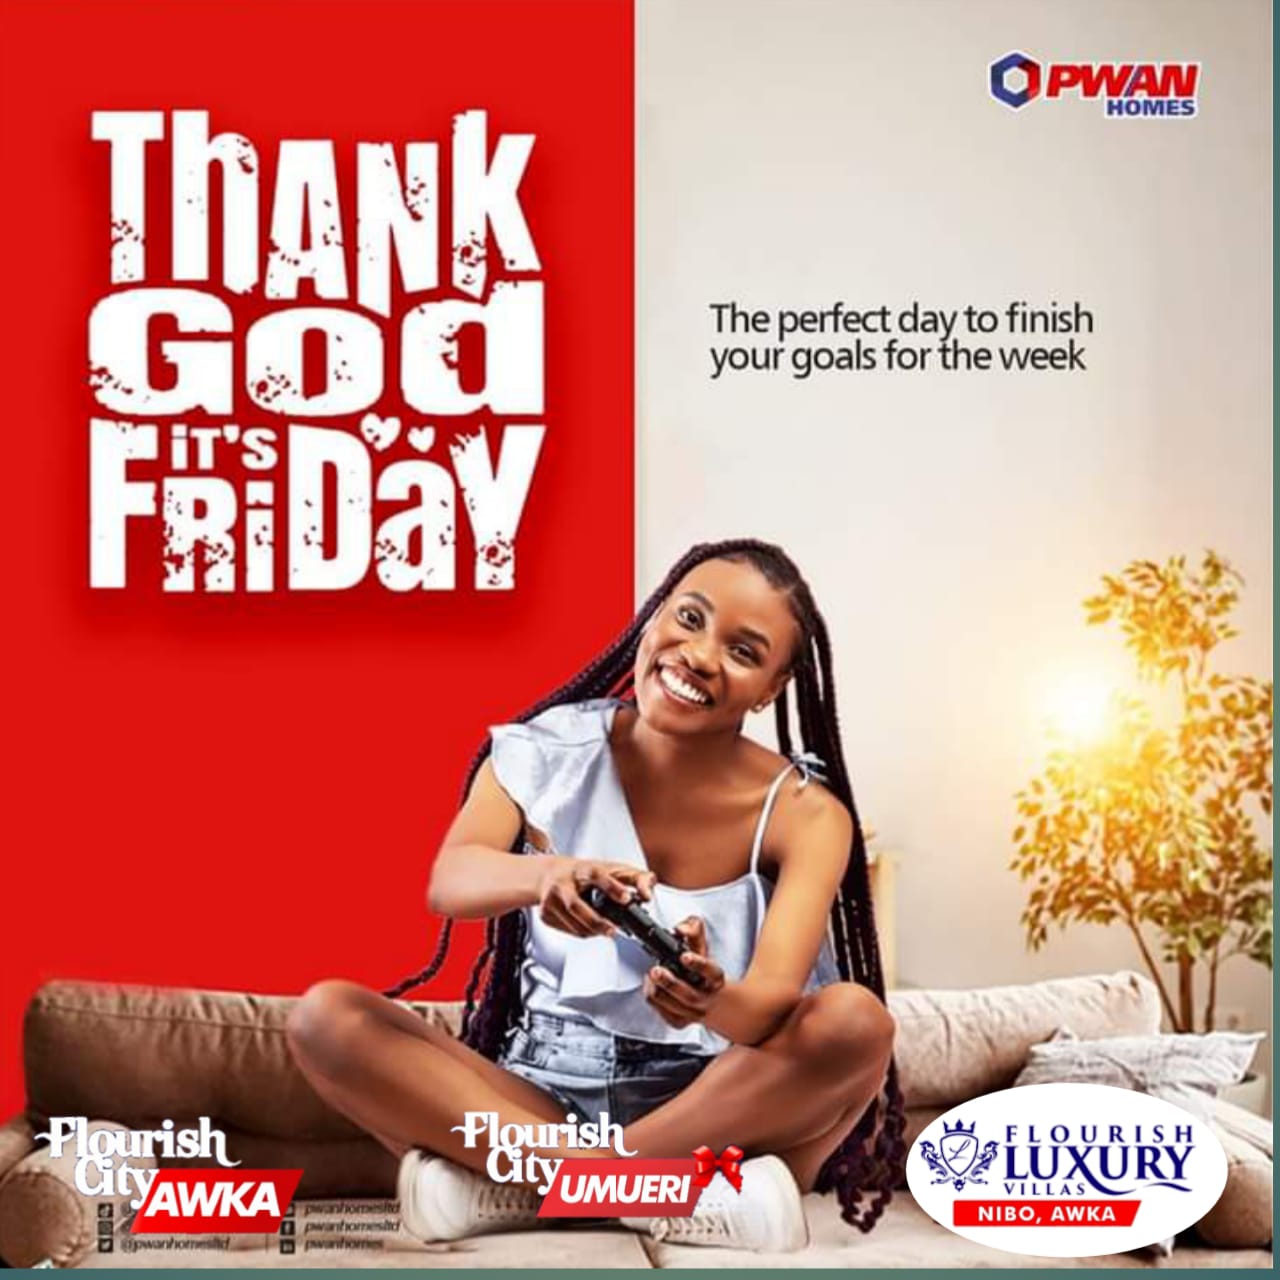 PWAN
HOMES
Thank
God
it's
Friday
The perfect day to finish
your goals for the week
Flourish
City
AWKA
pwanhomesltd
pwanhomesltd
@pwanhomesltd
pwanhomes
Flourish
City
UMUERI
FLOURISH
LUXURY
VILLAS
NIBO, AWKA